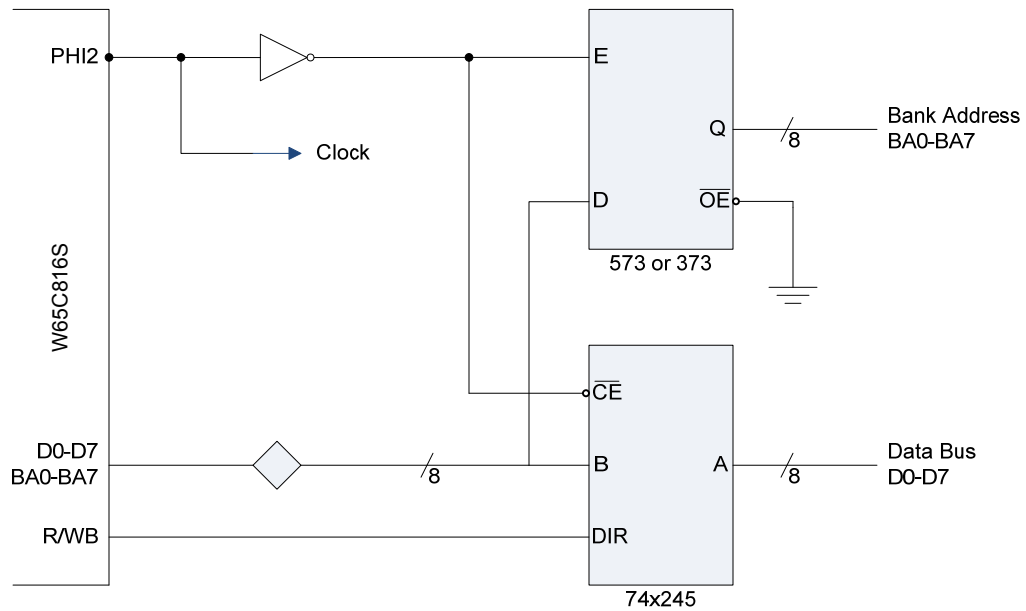 PHI2
E
Q
8
Bank Address
BA0-BA7
Clock
D
OE
573 or 373
W65C816S
CE
D0-D7
BA0-BA7
8
B
A
8
Data Bus
D0-D7
R/WB
DIR
74x245